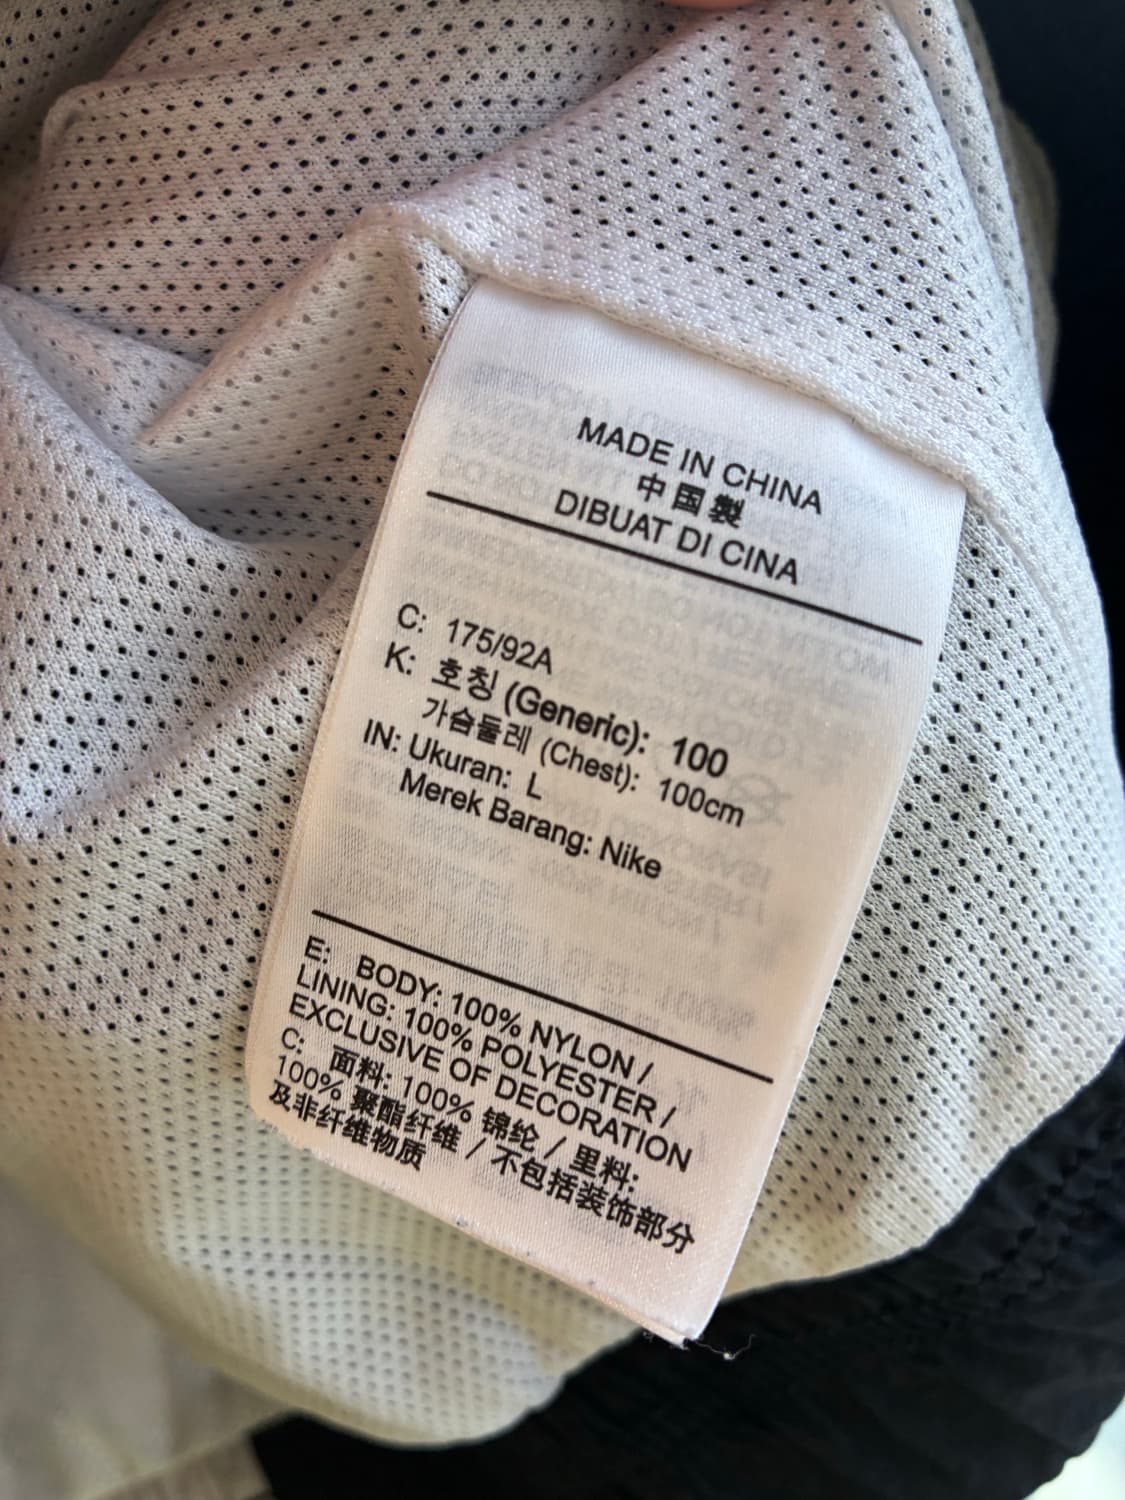 MADE IN CHINA
中国製
DIBUAT DI CINA
C: 175/92A
K: 호칭 (Generic): 100
가슴둘레 (Chest): 100cm
IN: Ukuran: L
Merek Barang: Nike
E: BODY: 100% NYLON /
LINING: 100% POLYESTER /
EXCLUSIVE OF DECORATION
C: 面料: 100% 锦纶 / 里料:
100% 聚酯纤维 / 不包括装饰部分
及非纤维物质